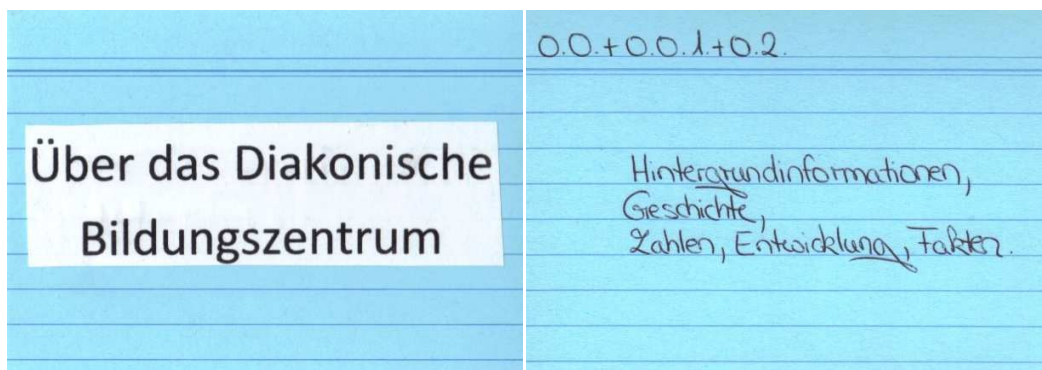 Über das Diakonische
Bildungszentrum
0.0.+0.0.1.+0.2.
Hintergrundinformationen,
Geschichte,
Zahlen, Entwicklung, Fakten.